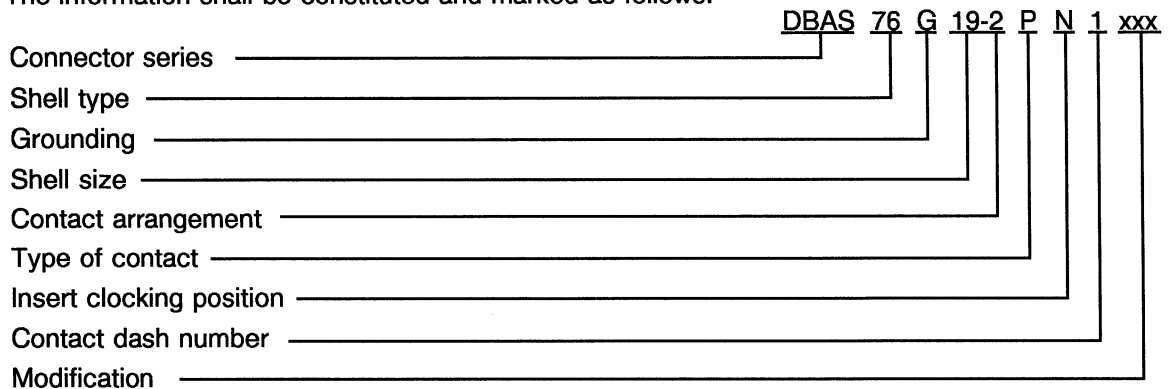 The information shall be constituted and marked as follows:
DBAS 76 G 19-2 P N 1 xxx
Connector series
Shell type
Grounding
Shell size
Contact arrangement
Type of contact
Insert clocking position
Contact dash number
Modification